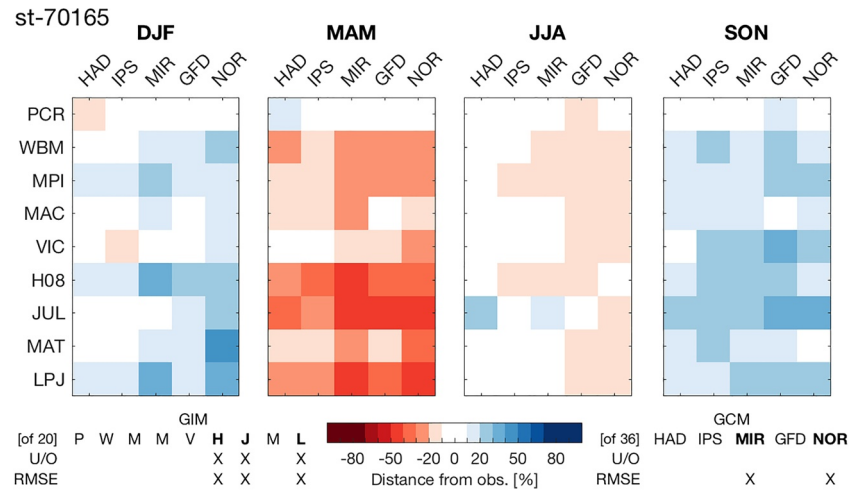 st-70165
DJF MAM JJA SON
HAD IPS MIR GFD NOR HAD IPS MIR GFD NOR HAD IPS MIR GFD NOR HAD IPS MIR GFD NOR
PCR
WBM
MPI
MAC
VIC
H08
JUL
MAT
LPJ
GIM GCM
[of 20] P W M M V H J M L [of 36] HAD IPS MIR GFD NOR
U/O X X X -80 -50 -20 0 20 50 80 U/O
RMSE X X X Distance from obs. [%] RMSE X X